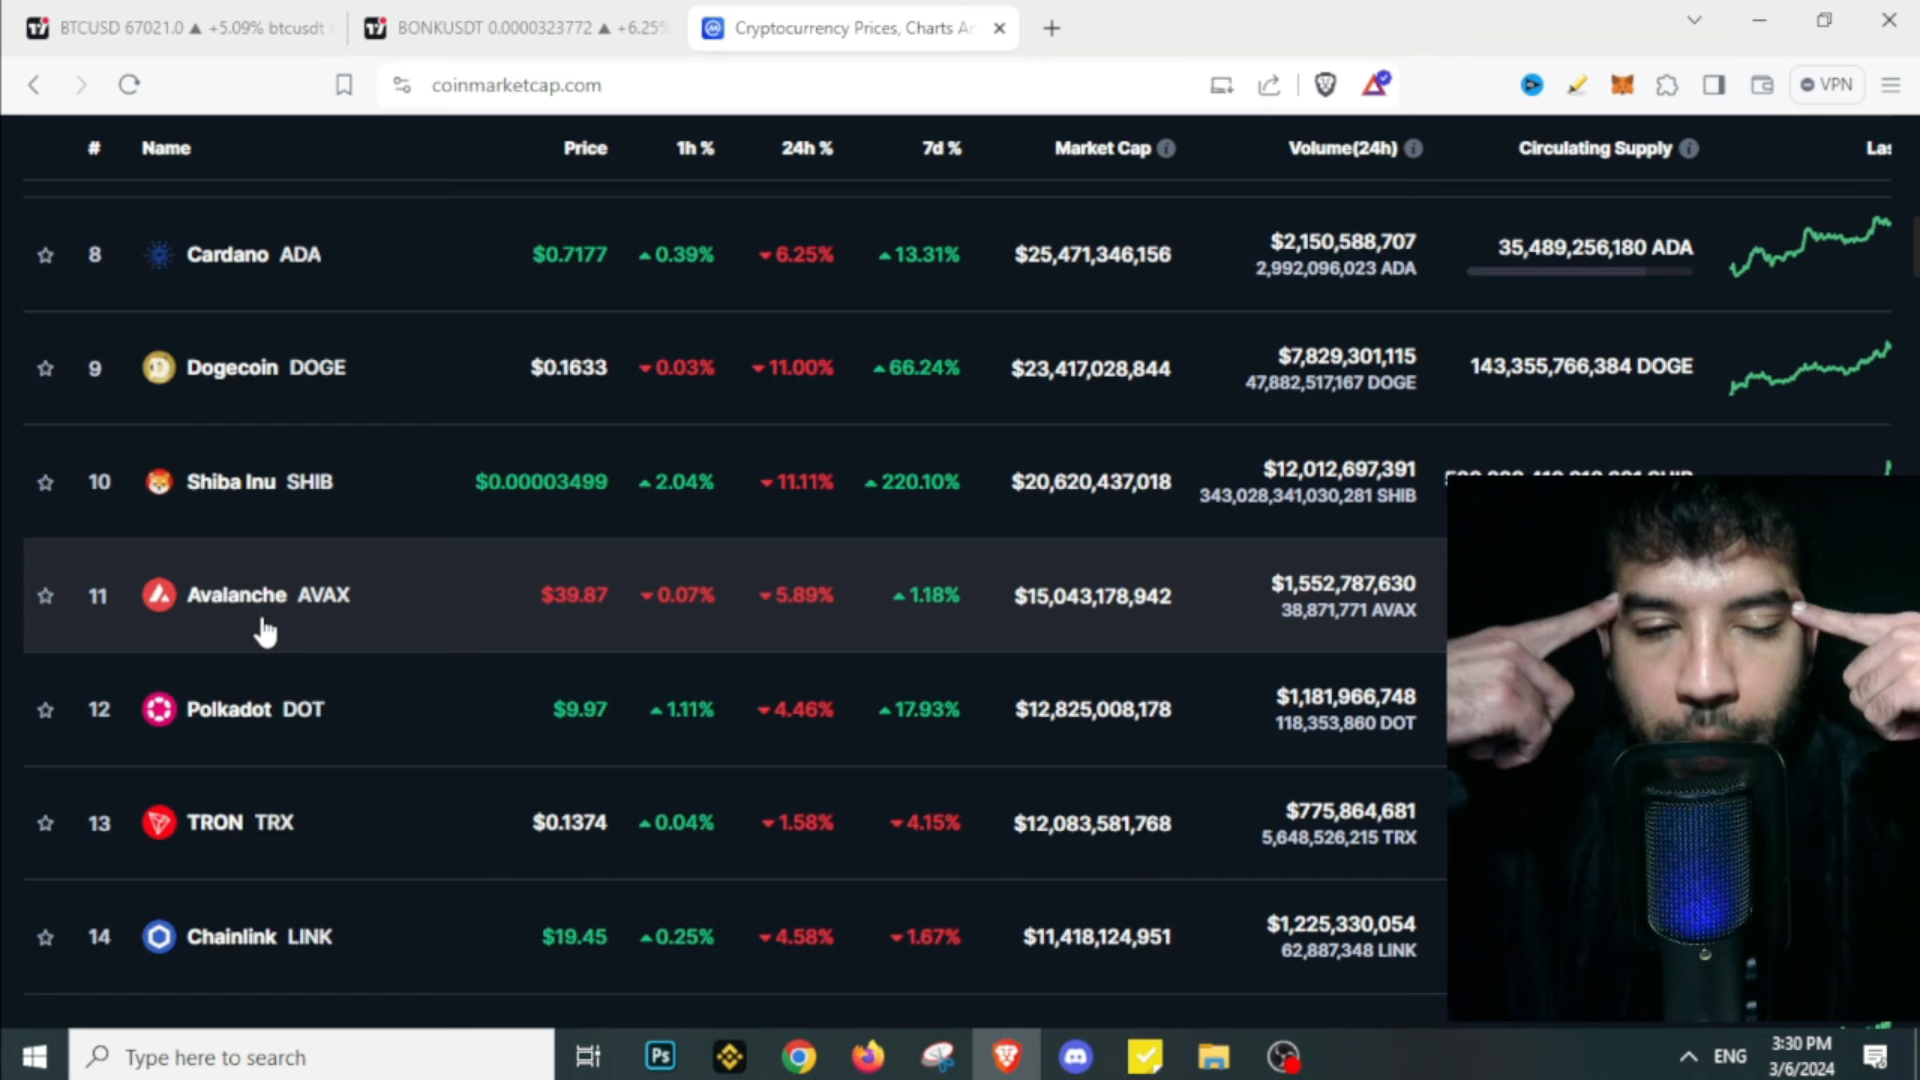 BTCUSD 67021.0 ▲ +5.09% btcusdt
BONKUSDT 0.0000323772 ▲ +6.25%
Cryptocurrency Prices, Charts Ar
coinmarketcap.com
VPN
# Name Price 1h % 24h % 7d % Market Cap Volume(24h) Circulating Supply Las
8 Cardano ADA $0.7177 0.39% 6.25% 13.31% $25,471,346,156 $2,150,588,707 35,489,256,180 ADA
2,992,096,023 ADA
9 Dogecoin DOGE $0.1633 0.03% 11.00% 66.24% $23,417,028,844 $7,829,301,115 143,355,766,384 DOGE
47,882,517,167 DOGE
10 Shiba Inu SHIB $0.00003499 2.04% 11.11% 220.10% $20,620,437,018 $12,012,697,391
343,028,341,030,281 SHIB
11 Avalanche AVAX $39.87 0.07% 5.89% 1.18% $15,043,178,942 $1,552,787,630
38,871,771 AVAX
12 Polkadot DOT $9.97 1.11% 4.46% 17.93% $12,825,008,178 $1,181,966,748
118,353,860 DOT
13 TRON TRX $0.1374 0.04% 1.58% 4.15% $12,083,581,768 $775,864,681
5,648,526,215 TRX
14 Chainlink LINK $19.45 0.25% 4.58% 1.67% $11,418,124,951 $1,225,330,054
62,887,348 LINK
Type here to search
Ps
ENG
3:30 PM
3/6/2024